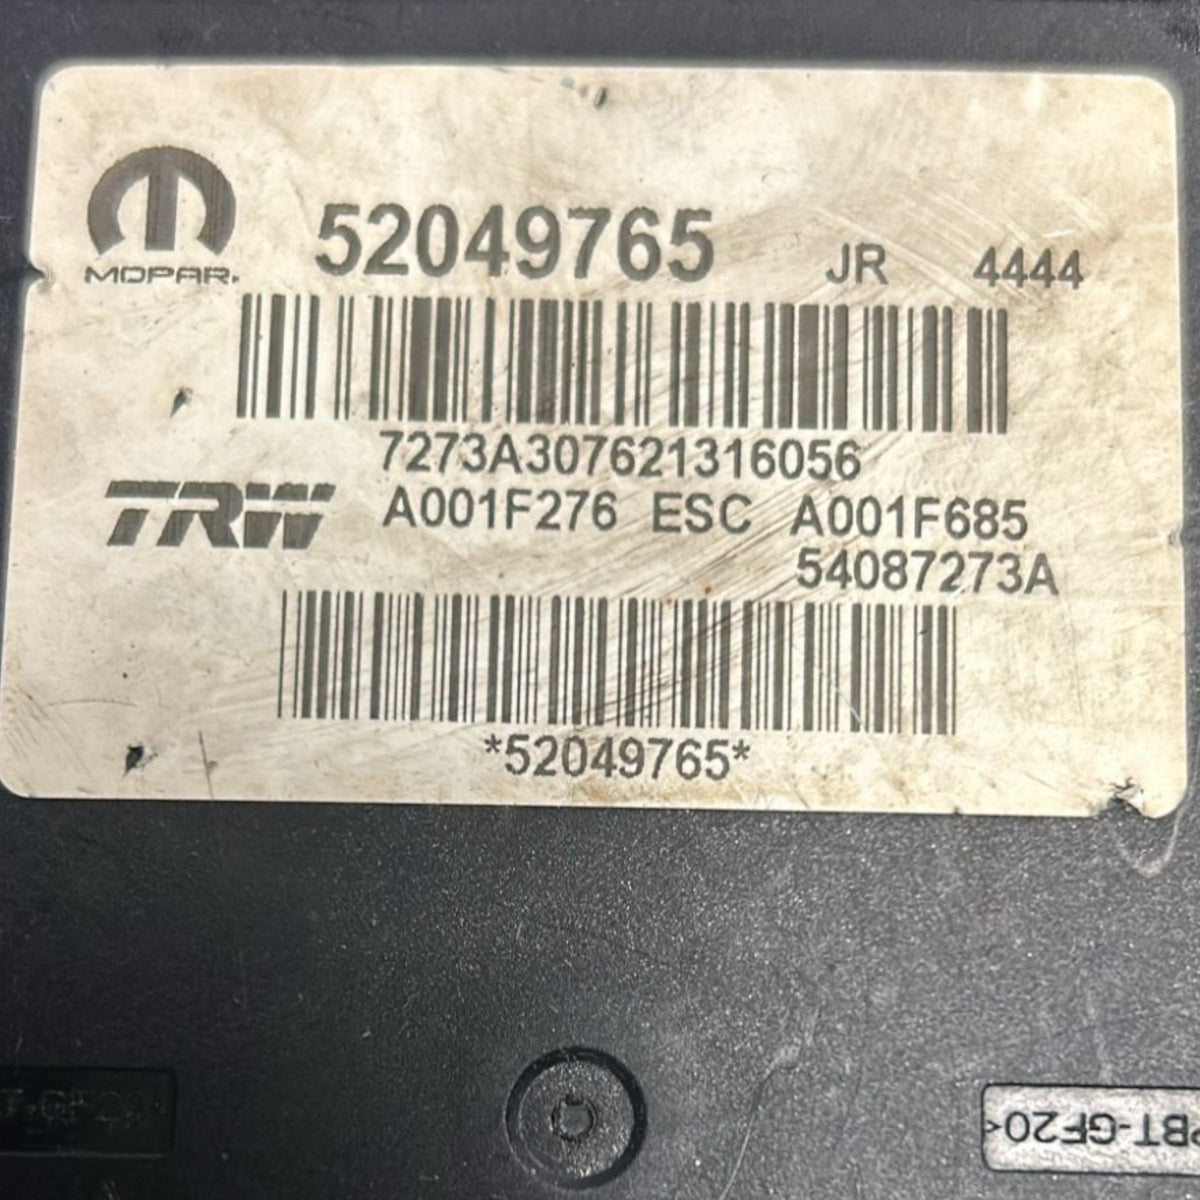 MOPAR
52049765 JR 4444
7273A307621316056
TRW A001F276 ESC A001F685
54087273A
*52049765*
PBT-GF20<